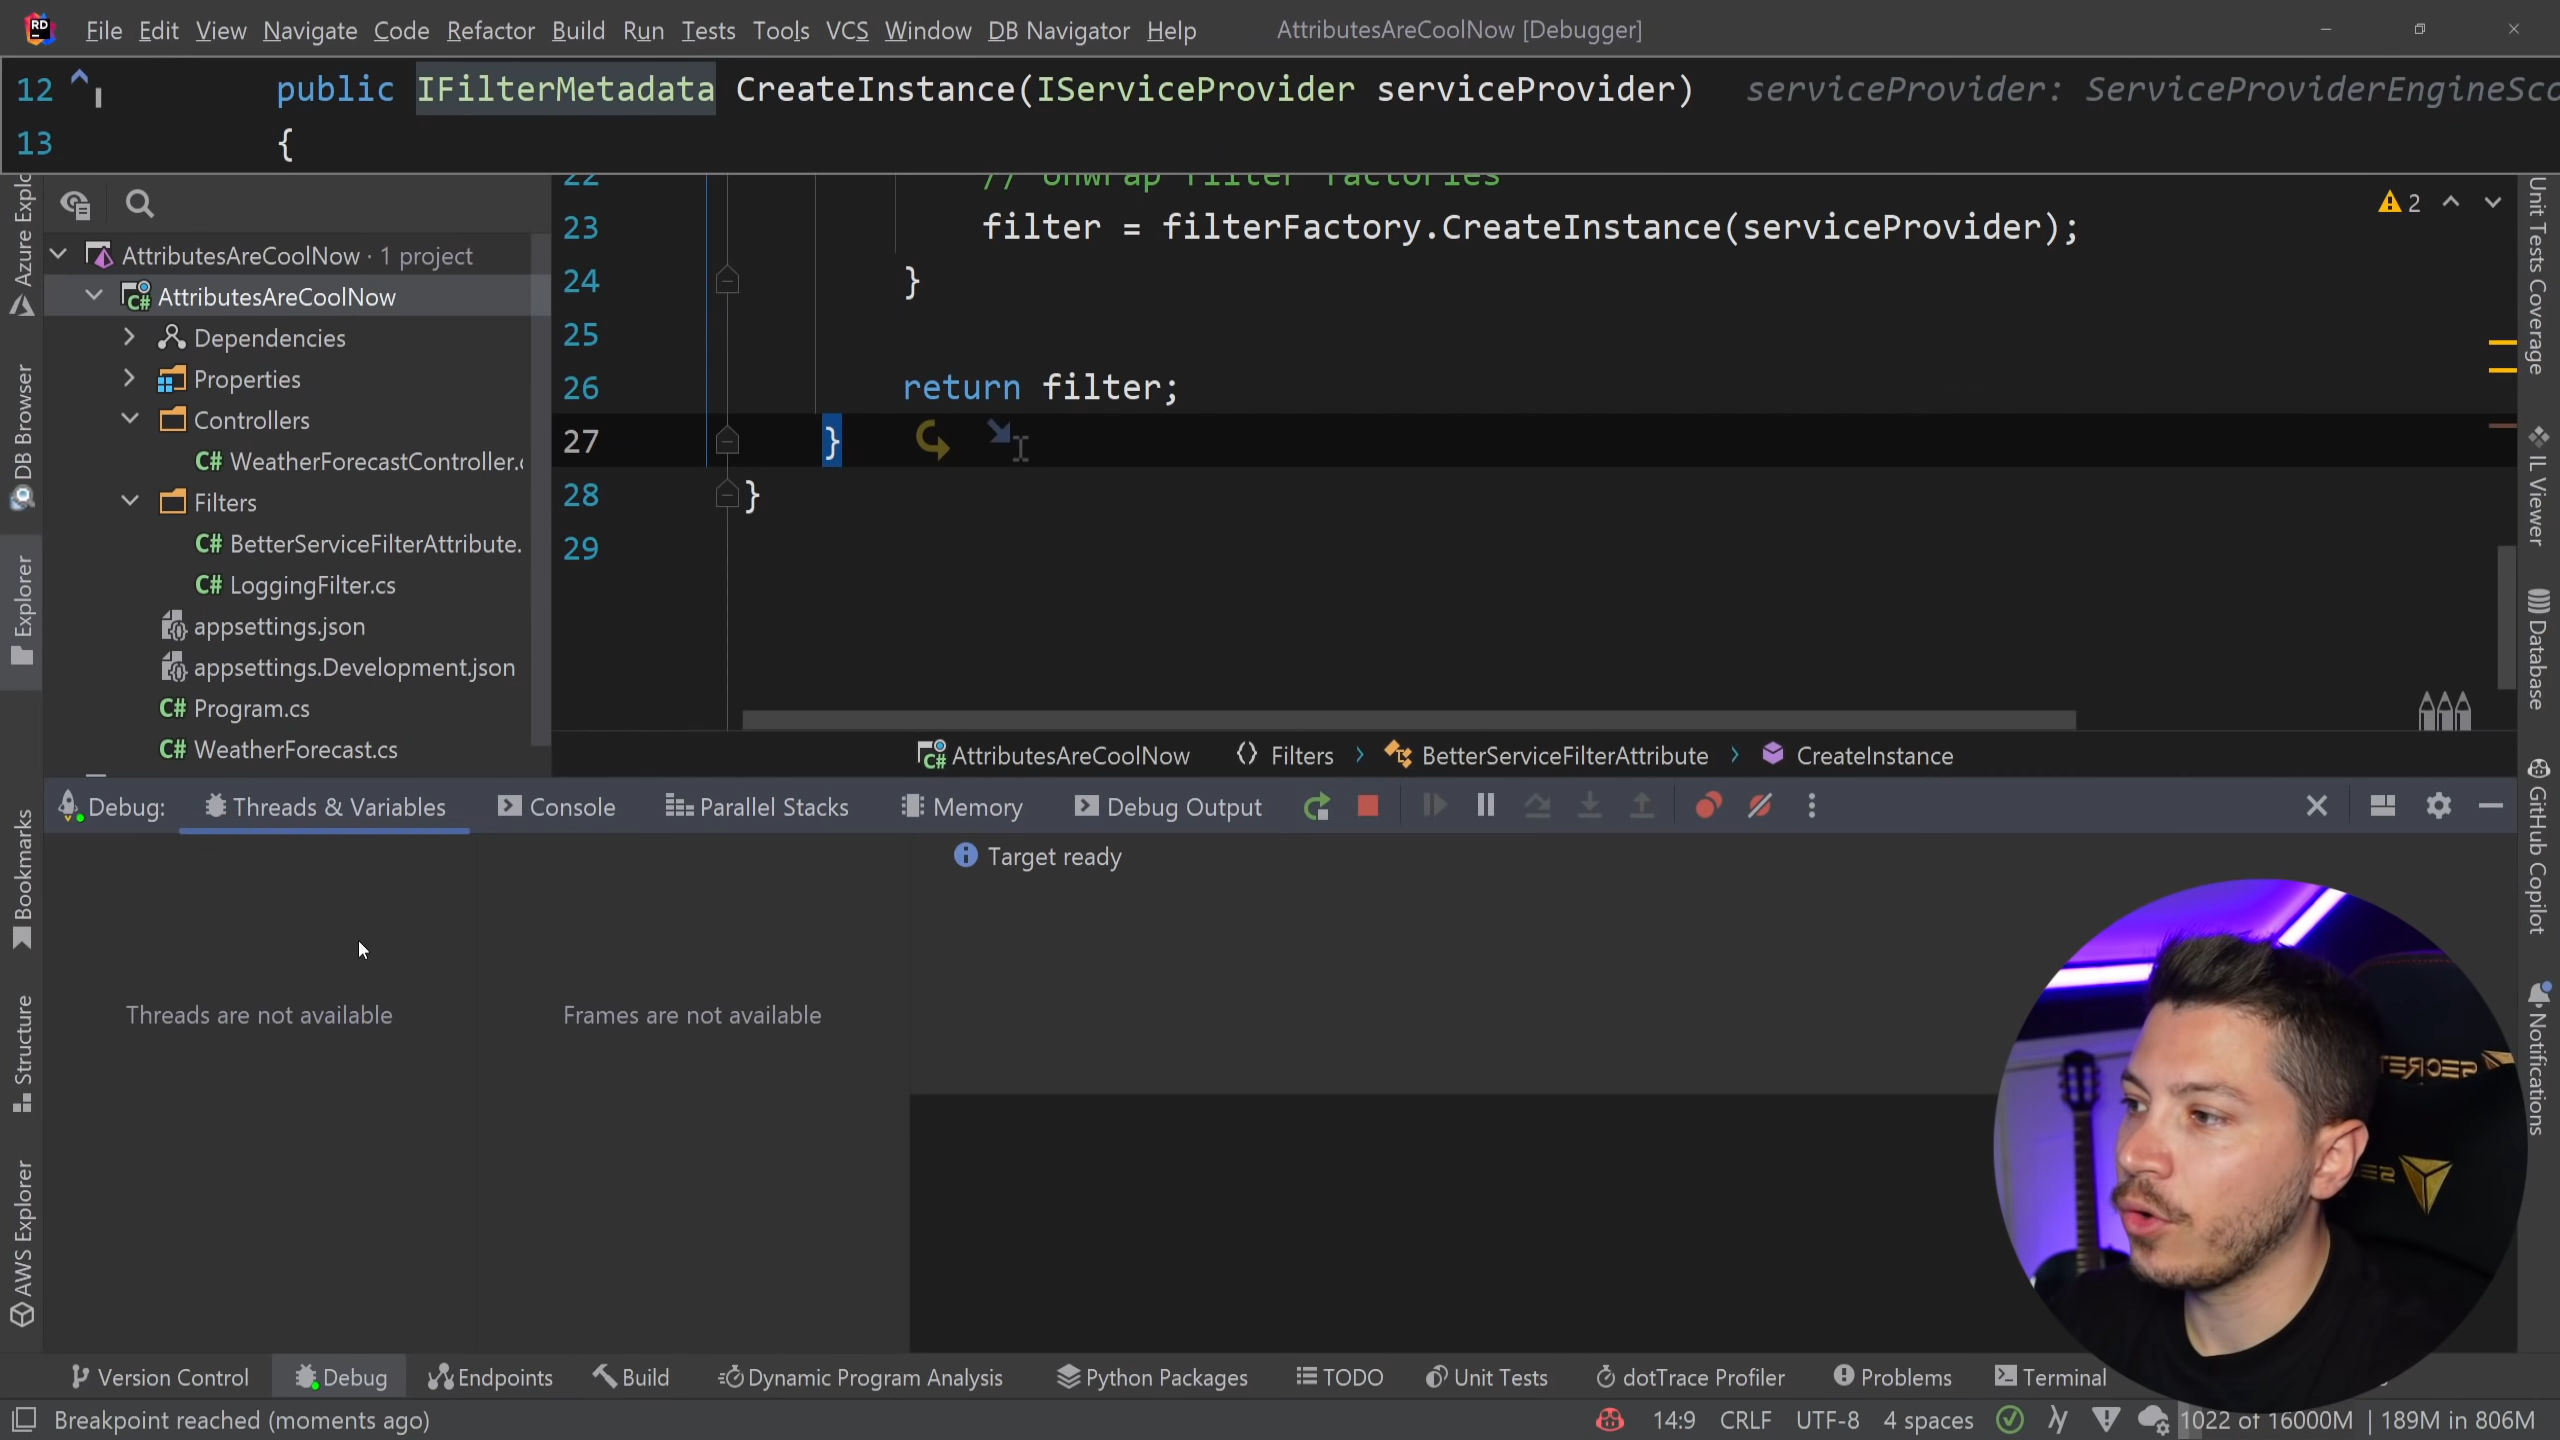 File Edit View Navigate Code Refactor Build Run Tests Tools VCS Window DB Navigator Help AttributesAreCoolNow [Debugger]
12 public IFilterMetadata CreateInstance(IServiceProvider serviceProvider) serviceProvider: ServiceProviderEngineSco
13 {
22 // Unwrap filter factories
23 filter = filterFactory.CreateInstance(serviceProvider);
24 }
25
26 return filter;
27 }
28 }
29
2
AttributesAreCoolNow · 1 project
AttributesAreCoolNow
Dependencies
Properties
Controllers
C# WeatherForecastController.c
Filters
C# BetterServiceFilterAttribute.
C# LoggingFilter.cs
appsettings.json
appsettings.Development.json
C# Program.cs
C# WeatherForecast.cs
Azure Explo
DB Browser
Explorer
Bookmarks
Structure
AWS Explorer
Unit Tests Coverage
IL Viewer
Database
GitHub Copilot
Notifications
AttributesAreCoolNow Filters BetterServiceFilterAttribute CreateInstance
Debug: Threads & Variables Console Parallel Stacks Memory Debug Output
Target ready
Threads are not available
Frames are not available
Version Control Debug Endpoints Build Dynamic Program Analysis Python Packages TODO Unit Tests dotTrace Profiler Problems Terminal
Breakpoint reached (moments ago) 14:9 CRLF UTF-8 4 spaces 1022 of 16000M 189M in 806M